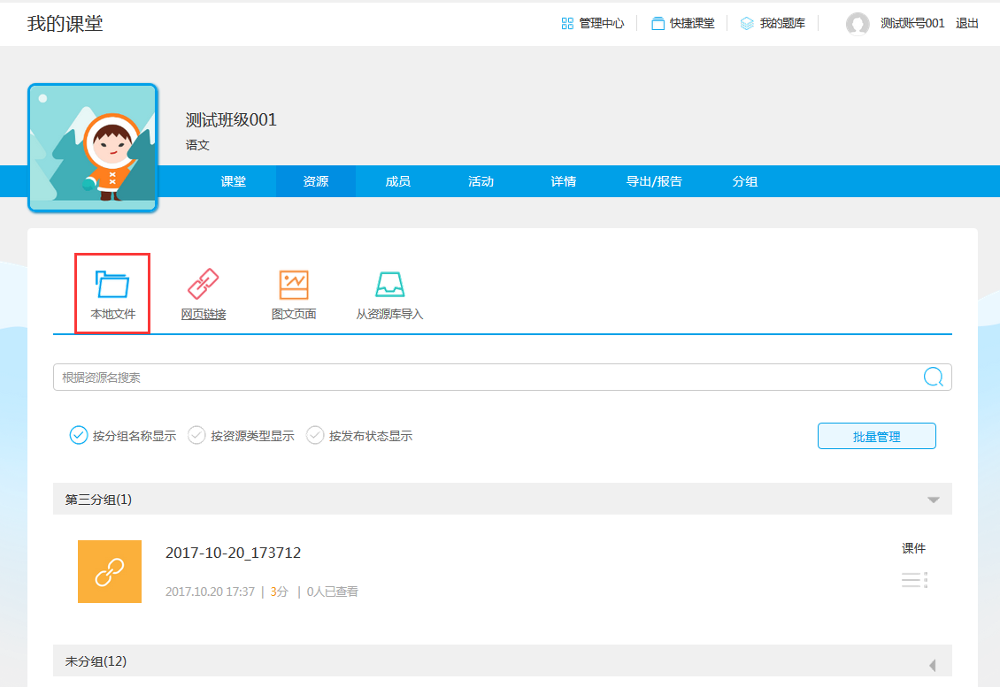 我的课堂
管理中心 快捷课堂 我的题库 测试账号001 退出
测试班级001
语文
课堂 资源 成员 活动 详情 导出/报告 分组
本地文件 网页链接 图文页面 从资源库导入
根据资源名搜索
按分组名称显示 按资源类型显示 按发布状态显示 批量管理
第三分组(1)
2017-10-20_173712 课件
2017.10.20 17:37 | 3分 | 0人已查看
未分组(12)